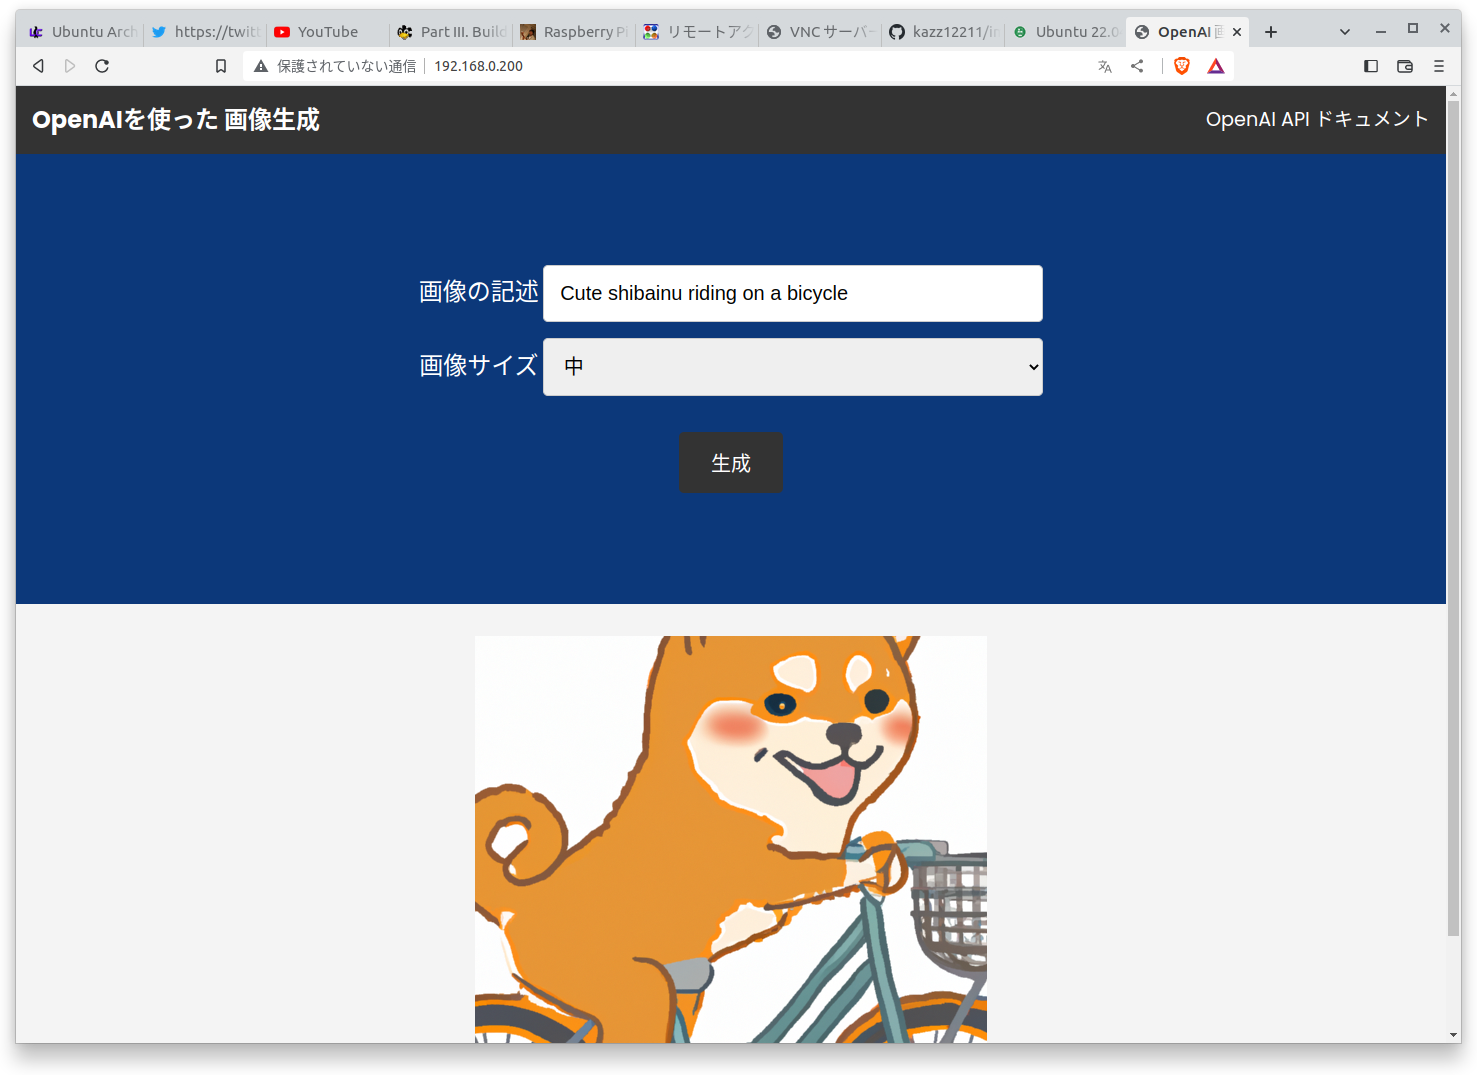 Ubuntu Arch
https://twitt
YouTube
Part III. Build
Raspberry Pi
リモートアク
VNC サーバー
kazz12211/im
Ubuntu 22.0
OpenAI 画
保護されていない通信
192.168.0.200
OpenAIを使った 画像生成
OpenAI API ドキュメント
画像の記述
Cute shibainu riding on a bicycle
画像サイズ
中
生成